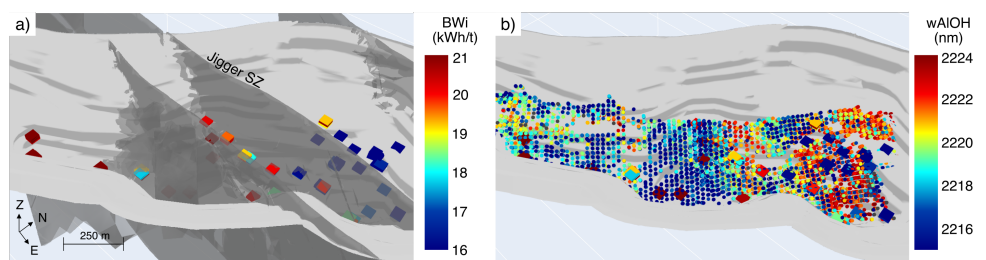 a)
Jigger SZ
Z
N
E
250 m
BWi
(kWh/t)
21
20
19
18
17
16
b)
wAlOH
(nm)
2224
2222
2220
2218
2216